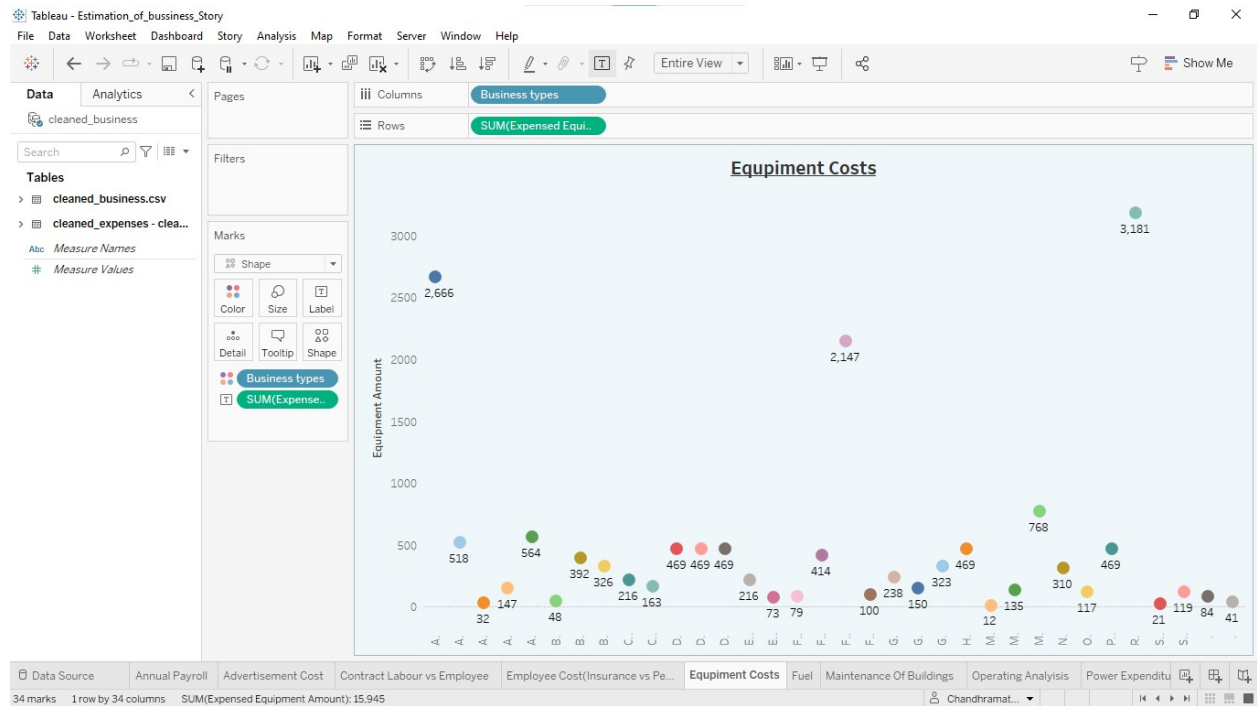 Tableau - Estimation_of_bussiness_Story
File Data Worksheet Dashboard Story Analysis Map Format Server Window Help
Entire View
Show Me
Data Analytics
cleaned_business
Search
Tables
cleaned_business.csv
cleaned_expenses - clea...
Abc Measure Names
# Measure Values
Pages
Filters
Marks
Shape
Color Size Label
Detail Tooltip Shape
Business types
SUM(Expense..
Columns Business types
Rows SUM(Expensed Equi..
Equpiment Costs
Equipment Amount
3000
2500
2000
1500
1000
500
0
2,666
518
32
147
564
48
392
326
216
163
469
469
469
216
73
79
414
2,147
100
238
150
323
469
12
135
768
310
117
469
3,181
21
119
84
41
A.. A.. A.. A.. A.. B.. B.. B.. C.. C.. D.. D.. D.. E.. E.. F.. F.. F.. F.. G.. G.. G.. H.. M.. M.. M.. N.. O.. P.. R.. S.. S..
Data Source Annual Payroll Advertisement Cost Contract Labour vs Employee Employee Cost(Insurance vs Pe... Equpiment Costs Fuel Maintenance Of Buildings Operating Analyisis Power Expenditu
34 marks 1 row by 34 columns SUM(Expensed Equipment Amount): 15,945 Chandhramat...